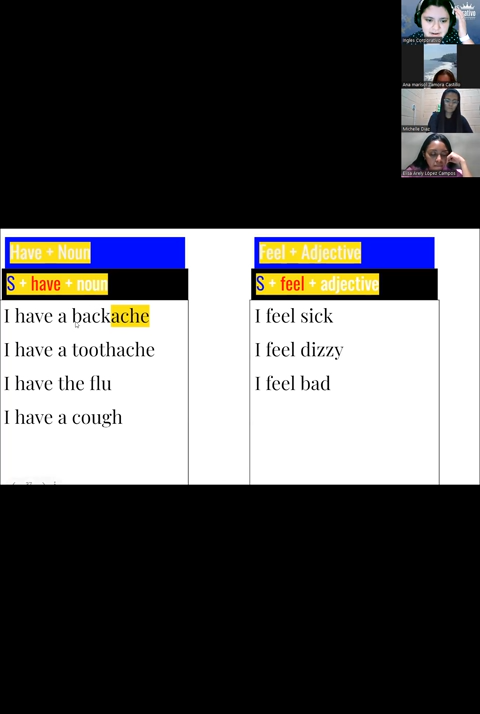 Ingles Corporativo
Ana marisol Zamora Castillo
Michelle Diaz
Elsa Arely López Campos
Have + Noun
S + have + noun
I have a backache
I have a toothache
I have the flu
I have a cough
Feel + Adjective
S + feel + adjective
I feel sick
I feel dizzy
I feel bad